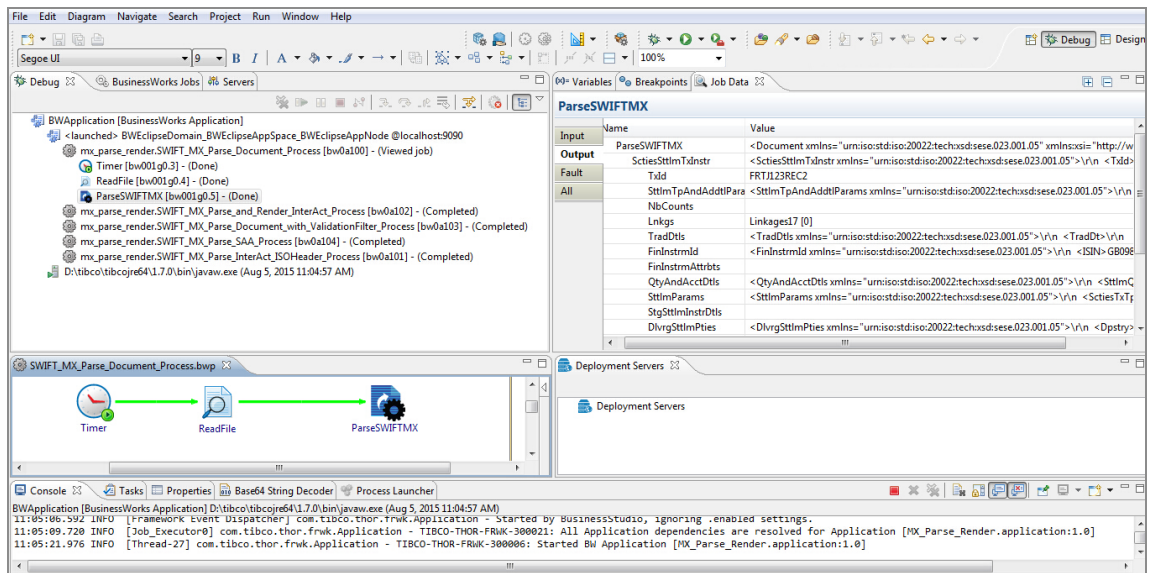 File Edit Diagram Navigate Search Project Run Window Help
Debug Design
Segoe UI 9 B I A 100%
Debug BusinessWorks Jobs Servers
BWApplication [BusinessWorks Application]
<launched> BWEclipseDomain_BWEclipseAppSpace_BWEclipseAppNode @localhost:9090
mx_parse_render.SWIFT_MX_Parse_Document_Process [bw0a100] - (Viewed job)
Timer [bw001g0.3] - (Done)
ReadFile [bw001g0.4] - (Done)
ParseSWIFTMX [bw001g0.5] - (Done)
mx_parse_render.SWIFT_MX_Parse_and_Render_InterAct_Process [bw0a102] - (Completed)
mx_parse_render.SWIFT_MX_Parse_Document_with_ValidationFilter_Process [bw0a103] - (Completed)
mx_parse_render.SWIFT_MX_Parse_SAA_Process [bw0a104] - (Completed)
mx_parse_render.SWIFT_MX_Parse_InterAct_ISOHeader_Process [bw0a101] - (Completed)
D:\tibco\tibcojre64\1.7.0\bin\javaw.exe (Aug 5, 2015 11:04:57 AM)
(x)= Variables Breakpoints Job Data
ParseSWIFTMX
Input
Output
Fault
All
Name Value
ParseSWIFTMX <Document xmlns="urn:iso:std:iso:20022:tech:xsd:sese.023.001.05" xmlns:xsi="http://w
SctiesSttlmTxInstr <SctiesSttlmTxInstr xmlns="urn:iso:std:iso:20022:tech:xsd:sese.023.001.05">\r\n <TxId>
TxId FRTJ123REC2
SttlmTpAndAddtlPara <SttlmTpAndAddtlParams xmlns="urn:iso:std:iso:20022:tech:xsd:sese.023.001.05">\r\n
NbCounts
Lnkgs Linkages17 [0]
TradDtls <TradDtls xmlns="urn:iso:std:iso:20022:tech:xsd:sese.023.001.05">\r\n <TradDt>\r\n
FinInstrmId <FinInstrmId xmlns="urn:iso:std:iso:20022:tech:xsd:sese.023.001.05">\r\n <ISIN>GB098
FinInstrmAttrbts
QtyAndAcctDtls <QtyAndAcctDtls xmlns="urn:iso:std:iso:20022:tech:xsd:sese.023.001.05">\r\n <SttlmQ
SttlmParams <SttlmParams xmlns="urn:iso:std:iso:20022:tech:xsd:sese.023.001.05">\r\n <SctiesTxTp
StgSttlmInstrDtls
DlvrgSttlmPties <DlvrgSttlmPties xmlns="urn:iso:std:iso:20022:tech:xsd:sese.023.001.05">\r\n <Dpstry>
SWIFT_MX_Parse_Document_Process.bwp
Timer ReadFile ParseSWIFTMX
Deployment Servers
Deployment Servers
Console Tasks Properties Base64 String Decoder Process Launcher
BWApplication [BusinessWorks Application] D:\tibco\tibcojre64\1.7.0\bin\javaw.exe (Aug 5, 2015 11:04:57 AM)
11:05:06.592 INFO [Framework Event Dispatcher] com.tibco.thor.frwk.Application - Started by BusinessStudio, ignoring .enabled settings.
11:05:09.720 INFO [Job_Executor0] com.tibco.thor.frwk.Application - TIBCO-THOR-FRWK-300021: All Application dependencies are resolved for Application [MX_Parse_Render.application:1.0]
11:05:21.976 INFO [Thread-27] com.tibco.thor.frwk.Application - TIBCO-THOR-FRWK-300006: Started BW Application [MX_Parse_Render.application:1.0]